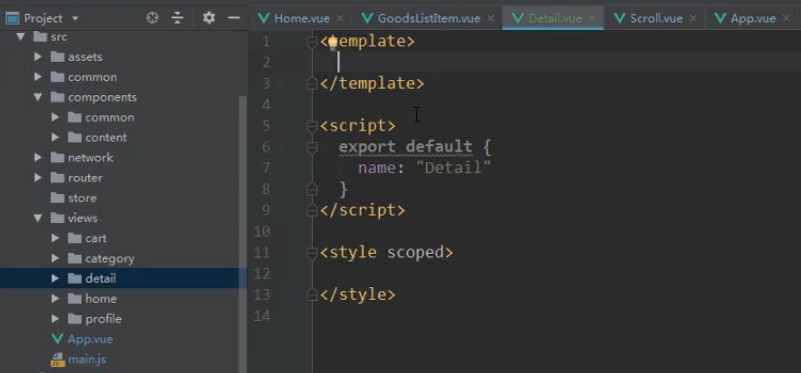 Project
Home.vue GoodsListItem.vue Detail.vue Scroll.vue App.vue
src
assets
common
components
common
content
network
router
store
views
cart
category
detail
home
profile
App.vue
main.js
1 <template>
2
3 </template>
4
5 <script>
6 export default {
7 name: "Detail"
8 }
9 </script>
10
11 <style scoped>
12
13 </style>
14